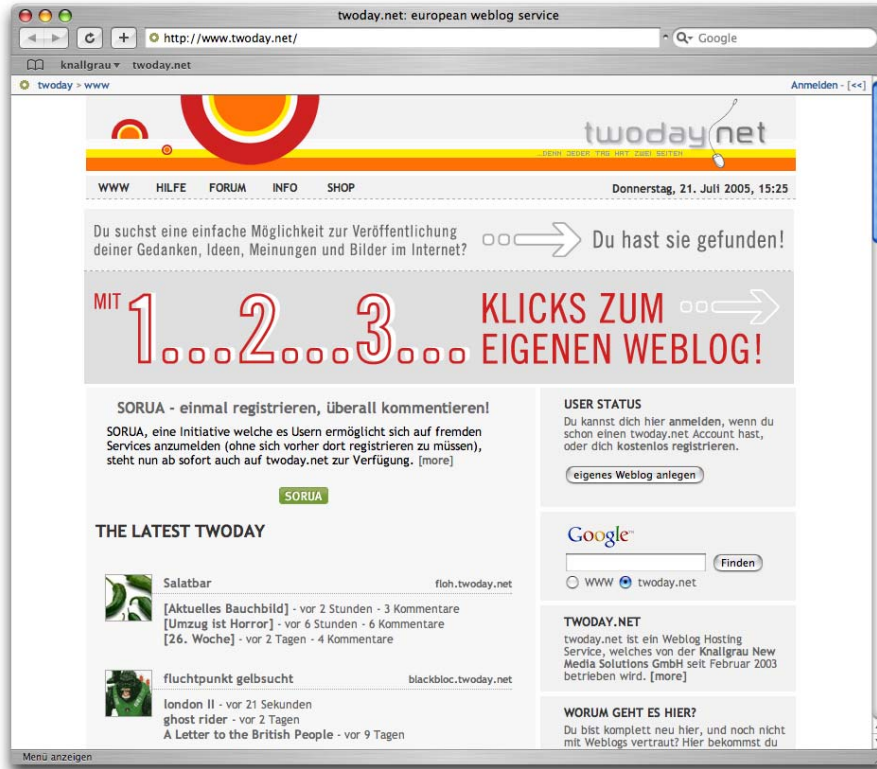 twoday.net: european weblog service
http://www.twoday.net/
Google
knallgrau twoday.net
twoday > www
Anmelden - [<<]
twoday net
...DENN JEDER TAG HAT ZWEI SEITEN
WWW HILFE FORUM INFO SHOP
Donnerstag, 21. Juli 2005, 15:25
Du suchst eine einfache Möglichkeit zur Veröffentlichung
deiner Gedanken, Ideen, Meinungen und Bilder im Internet?
Du hast sie gefunden!
MIT 1...2...3...
KLICKS ZUM
EIGENEN WEBLOG!
SORUA - einmal registrieren, überall kommentieren!
SORUA, eine Initiative welche es Usern ermöglicht sich auf fremden
Services anzumelden (ohne sich vorher dort registrieren zu müssen),
steht nun ab sofort auch auf twoday.net zur Verfügung. [more]
SORUA
THE LATEST TWODAY
Salatbar
floh.twoday.net
[Aktuelles Bauchbild] - vor 2 Stunden - 3 Kommentare
[Umzug ist Horror] - vor 6 Stunden - 6 Kommentare
[26. Woche] - vor 2 Tagen - 4 Kommentare
fluchtpunkt gelbsucht
blackbloc.twoday.net
london II - vor 21 Sekunden
ghost rider - vor 2 Tagen
A Letter to the British People - vor 9 Tagen
USER STATUS
Du kannst dich hier anmelden, wenn du
schon einen twoday.net Account hast,
oder dich kostenlos registrieren.
eigenes Weblog anlegen
Google™
Finden
WWW twoday.net
TWODAY.NET
twoday.net ist ein Weblog Hosting
Service, welches von der Knallgrau New
Media Solutions GmbH seit Februar 2003
betrieben wird. [more]
WORUM GEHT ES HIER?
Du bist komplett neu hier, und noch nicht
mit Weblogs vertraut? Hier bekommst du
Menü anzeigen